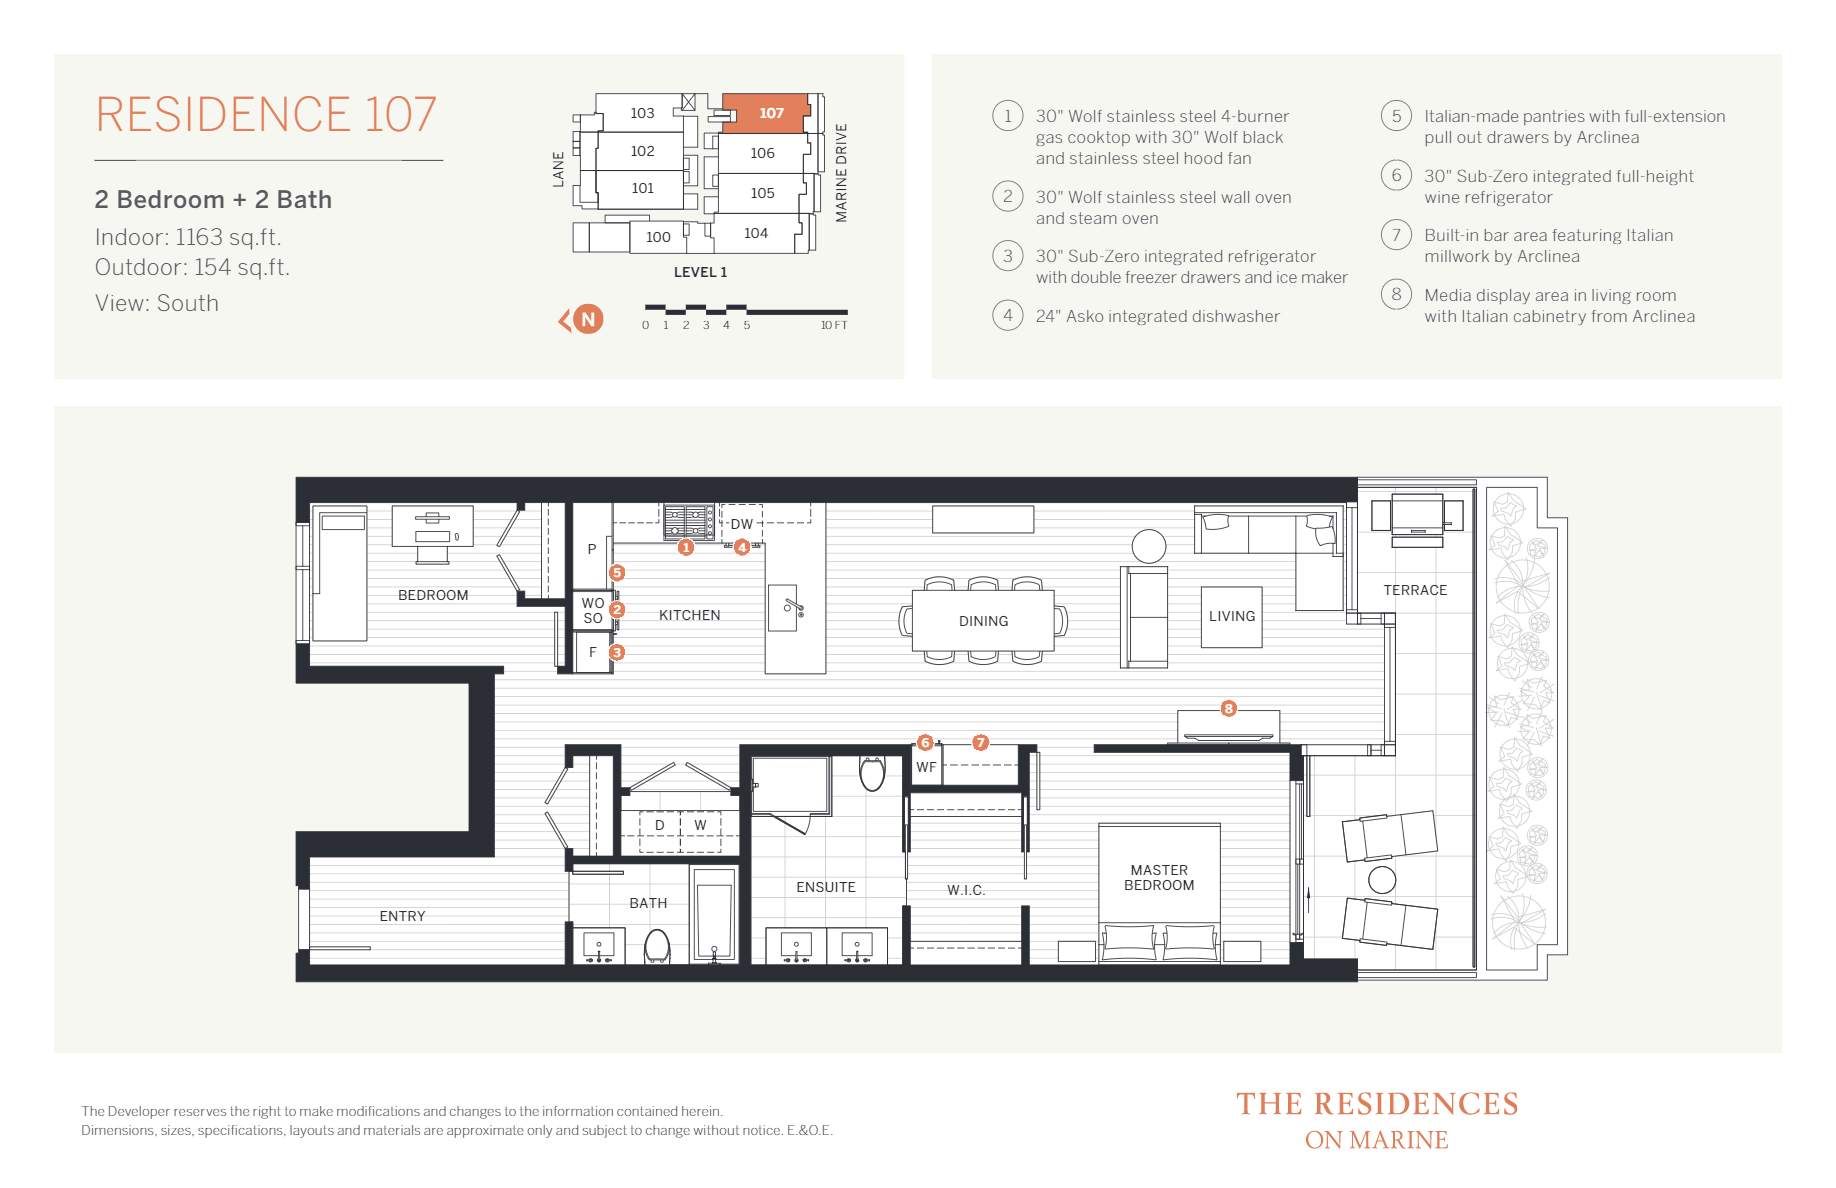 RESIDENCE 107
2 Bedroom + 2 Bath
Indoor: 1163 sq.ft.
Outdoor: 154 sq.ft.
View: South
103
107
102
106
101
105
100
104
LANE
MARINE DRIVE
LEVEL 1
N
0 1 2 3 4 5 10 FT
1 30" Wolf stainless steel 4-burner
gas cooktop with 30" Wolf black
and stainless steel hood fan
2 30" Wolf stainless steel wall oven
and steam oven
3 30" Sub-Zero integrated refrigerator
with double freezer drawers and ice maker
4 24" Asko integrated dishwasher
5 Italian-made pantries with full-extension
pull out drawers by Arclinea
6 30" Sub-Zero integrated full-height
wine refrigerator
7 Built-in bar area featuring Italian
millwork by Arclinea
8 Media display area in living room
with Italian cabinetry from Arclinea
DW
P
1
4
5
BEDROOM
WO
SO
2
KITCHEN
F
3
DINING
LIVING
TERRACE
8
6
7
WF
D W
ENSUITE
W.I.C.
MASTER
BEDROOM
BATH
ENTRY
The Developer reserves the right to make modifications and changes to the information contained herein.
Dimensions, sizes, specifications, layouts and materials are approximate only and subject to change without notice. E.&O.E.
THE RESIDENCES
ON MARINE